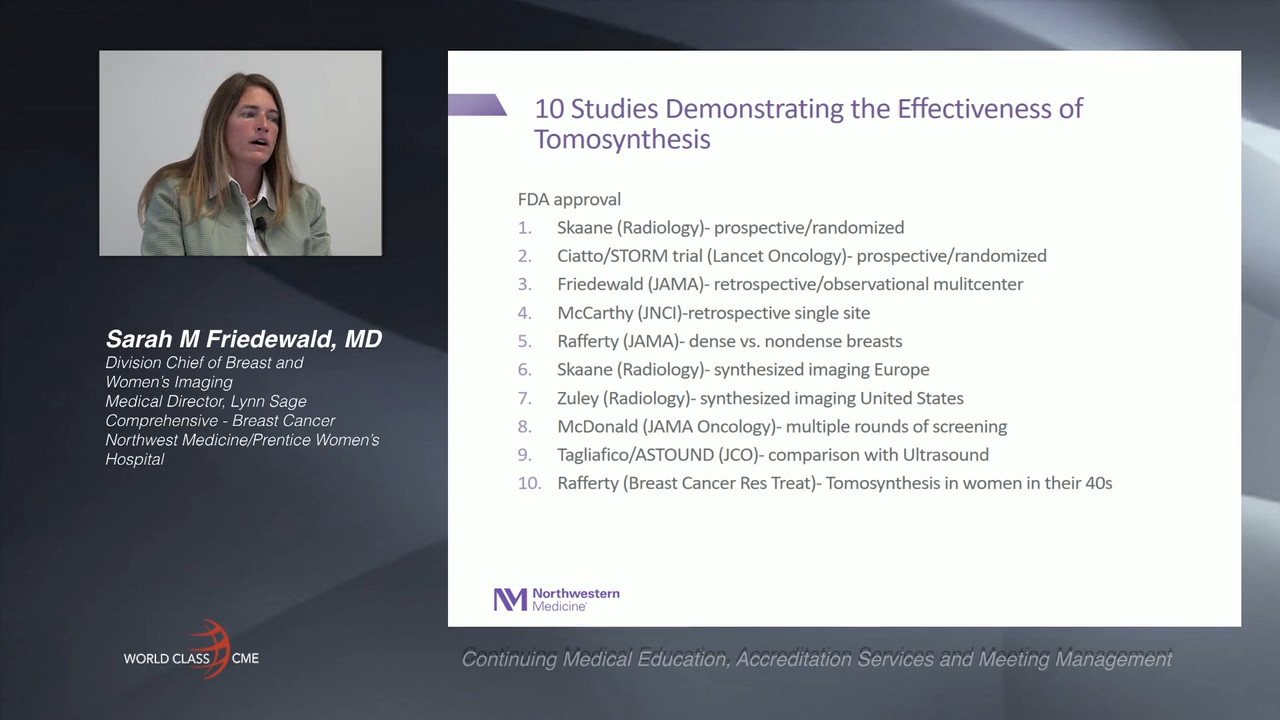 10 Studies Demonstrating the Effectiveness of
Tomosynthesis
FDA approval
1. Skaane (Radiology)- prospective/randomized
2. Ciatto/STORM trial (Lancet Oncology)- prospective/randomized
3. Friedewald (JAMA)- retrospective/observational mulitcenter
4. McCarthy (JNCI)-retrospective single site
5. Rafferty (JAMA)- dense vs. nondense breasts
6. Skaane (Radiology)- synthesized imaging Europe
7. Zuley (Radiology)- synthesized imaging United States
8. McDonald (JAMA Oncology)- multiple rounds of screening
9. Tagliafico/ASTOUND (JCO)- comparison with Ultrasound
10. Rafferty (Breast Cancer Res Treat)- Tomosynthesis in women in their 40s
NM Northwestern
Medicine®
Sarah M Friedewald, MD
Division Chief of Breast and
Women's Imaging
Medical Director, Lynn Sage
Comprehensive - Breast Cancer
Northwest Medicine/Prentice Women's
Hospital
WORLD CLASS CME
Continuing Medical Education, Accreditation Services and Meeting Management